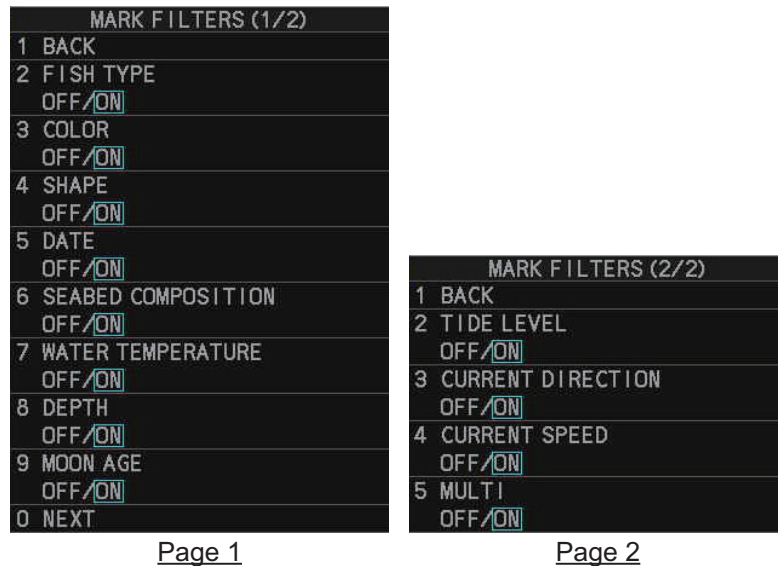 MARK FILTERS (1/2)
1 BACK
2 FISH TYPE
OFF/ON
3 COLOR
OFF/ON
4 SHAPE
OFF/ON
5 DATE
OFF/ON
6 SEABED COMPOSITION
OFF/ON
7 WATER TEMPERATURE
OFF/ON
8 DEPTH
OFF/ON
9 MOON AGE
OFF/ON
0 NEXT
Page 1
MARK FILTERS (2/2)
1 BACK
2 TIDE LEVEL
OFF/ON
3 CURRENT DIRECTION
OFF/ON
4 CURRENT SPEED
OFF/ON
5 MULTI
OFF/ON
Page 2